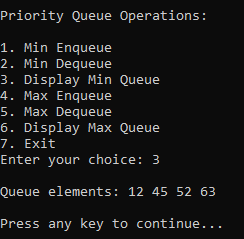 Priority Queue Operations:
1. Min Enqueue
2. Min Dequeue
3. Display Min Queue
4. Max Enqueue
5. Max Dequeue
6. Display Max Queue
7. Exit
Enter your choice: 3
Queue elements: 12 45 52 63
Press any key to continue...